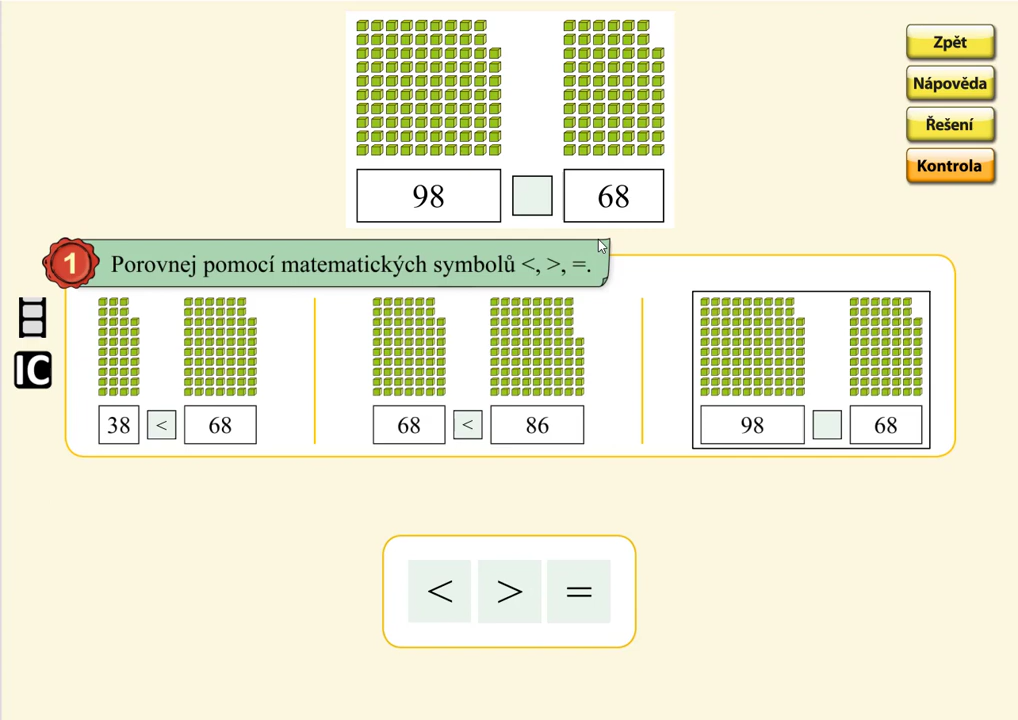 98 68
Zpět
Nápověda
Řešení
Kontrola
1 Porovnej pomocí matematických symbolů <, >, =.
IC
38 < 68
68 < 86
98 68
< > =